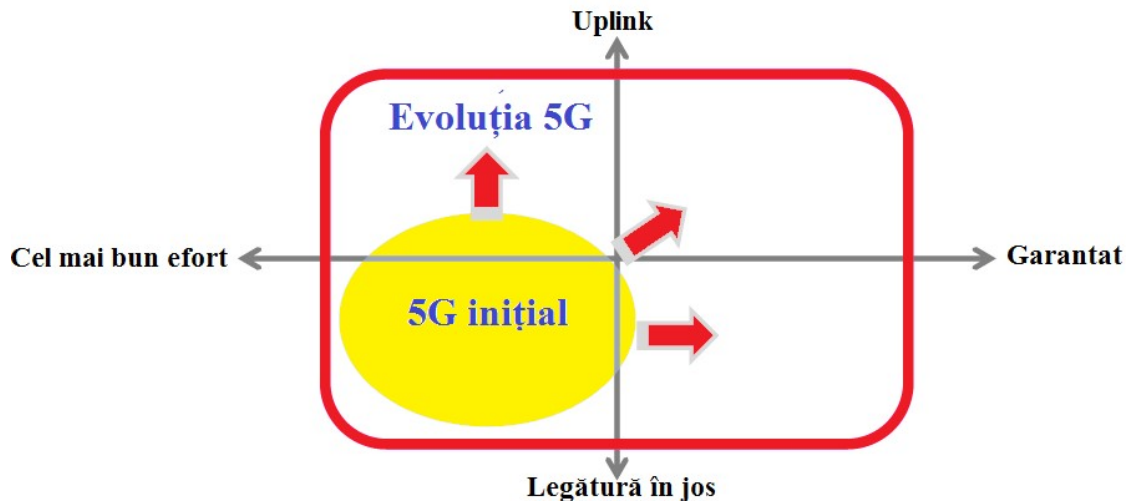 Uplink
Evoluția 5G
Cel mai bun efort
Garantat
5G inițial
Legătură în jos